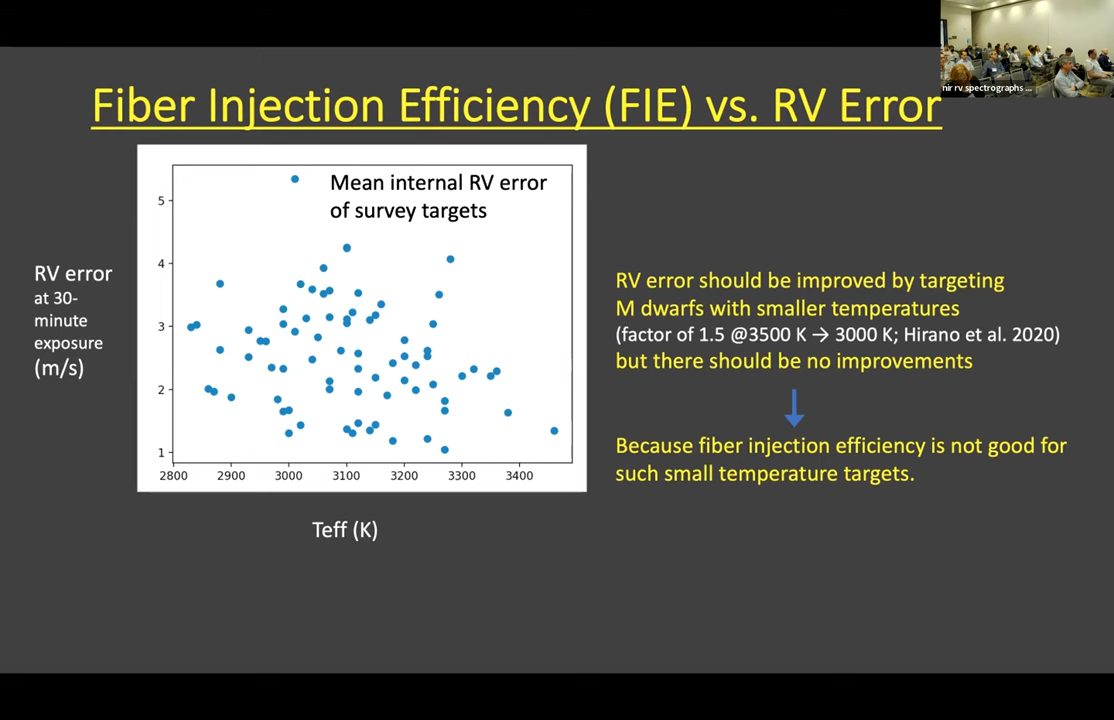 nir rv spectrographs ...
Fiber Injection Efficiency (FIE) vs. RV Error
Mean internal RV error
of survey targets
5
4
3
2
1
2800 2900 3000 3100 3200 3300 3400
RV error
at 30-
minute
exposure
(m/s)
Teff (K)
RV error should be improved by targeting
M dwarfs with smaller temperatures
(factor of 1.5 @3500 K → 3000 K; Hirano et al. 2020)
but there should be no improvements
Because fiber injection efficiency is not good for
such small temperature targets.